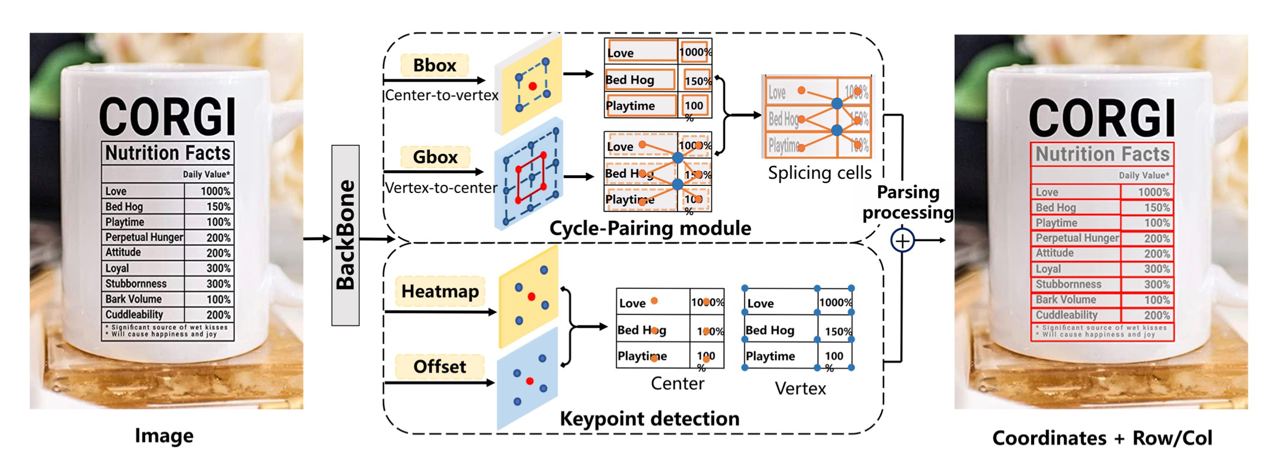 CORGI
Nutrition Facts
Daily Value*
Love 1000%
Bed Hog 150%
Playtime 100%
Perpetual Hunger 200%
Attitude 200%
Loyal 300%
Stubbornness 300%
Bark Volume 100%
Cuddleability 200%
* Significant source of wet kisses
* Will cause happiness and joy
Image
BackBone
Bbox
Center-to-vertex
Gbox
Vertex-to-center
Love 1000%
Bed Hog 150%
Playtime 100
%
Love 1000%
Bed Hog 150%
Playtime 100
%
Love 100%
Bed Hog 150%
Playtime 100%
Splicing cells
Cycle-Pairing module
Heatmap
Offset
Love 1000%
Bed Hog 100%
Playtime 100
%
Center
Love 1000%
Bed Hog 150%
Playtime 100
%
Vertex
Keypoint detection
Parsing
processing
CORGI
Nutrition Facts
Daily Value*
Love 1000%
Bed Hog 150%
Playtime 100%
Perpetual Hunger 200%
Attitude 200%
Loyal 300%
Stubbornness 300%
Bark Volume 100%
Cuddleability 200%
* Significant source of wet kisses
* Will cause happiness and joy
Coordinates + Row/Col